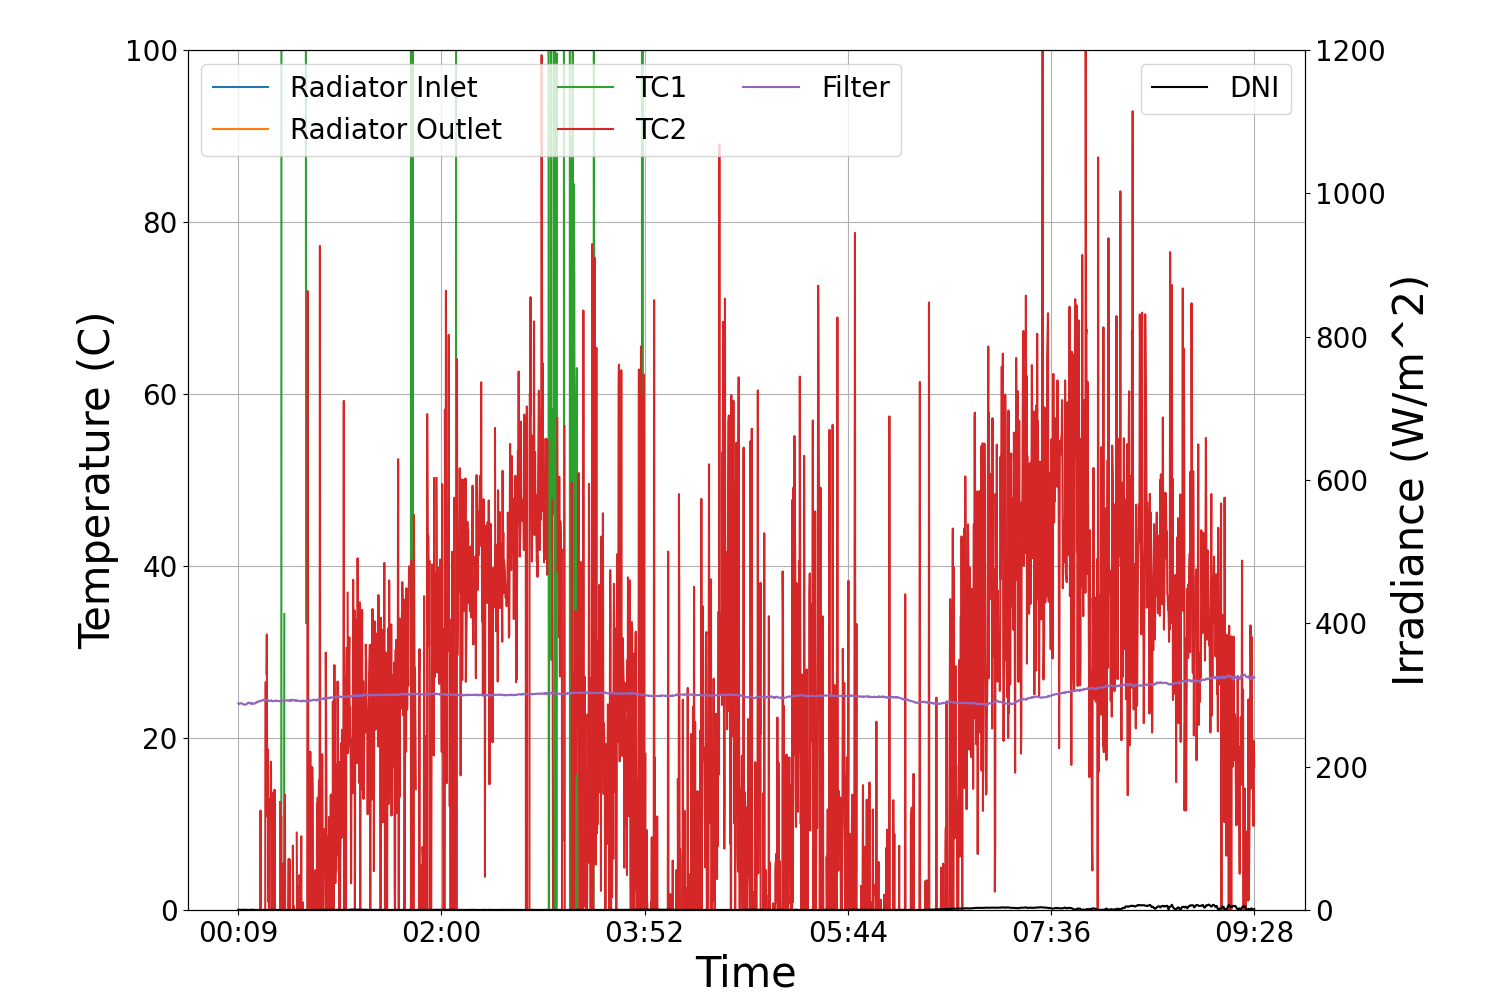 100
80
60
40
20
0
Temperature (C)
Radiator Inlet
Radiator Outlet
TC1
TC2
Filter
DNI
1200
1000
800
600
400
200
0
Irradiance (W/m^2)
00:09 02:00 03:52 05:44 07:36 09:28
Time